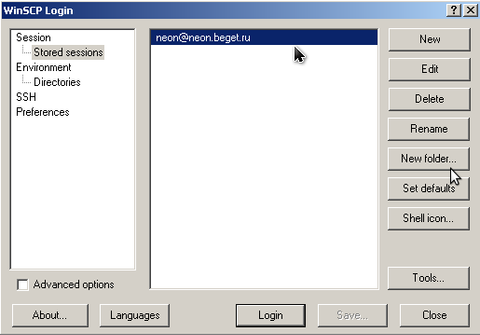 WinSCP Login
Session
Stored sessions
Environment
Directories
SSH
Preferences
Advanced options
neon@neon.beget.ru
New
Edit
Delete
Rename
New folder...
Set defaults
Shell icon...
Tools...
About...
Languages
Login
Save...
Close